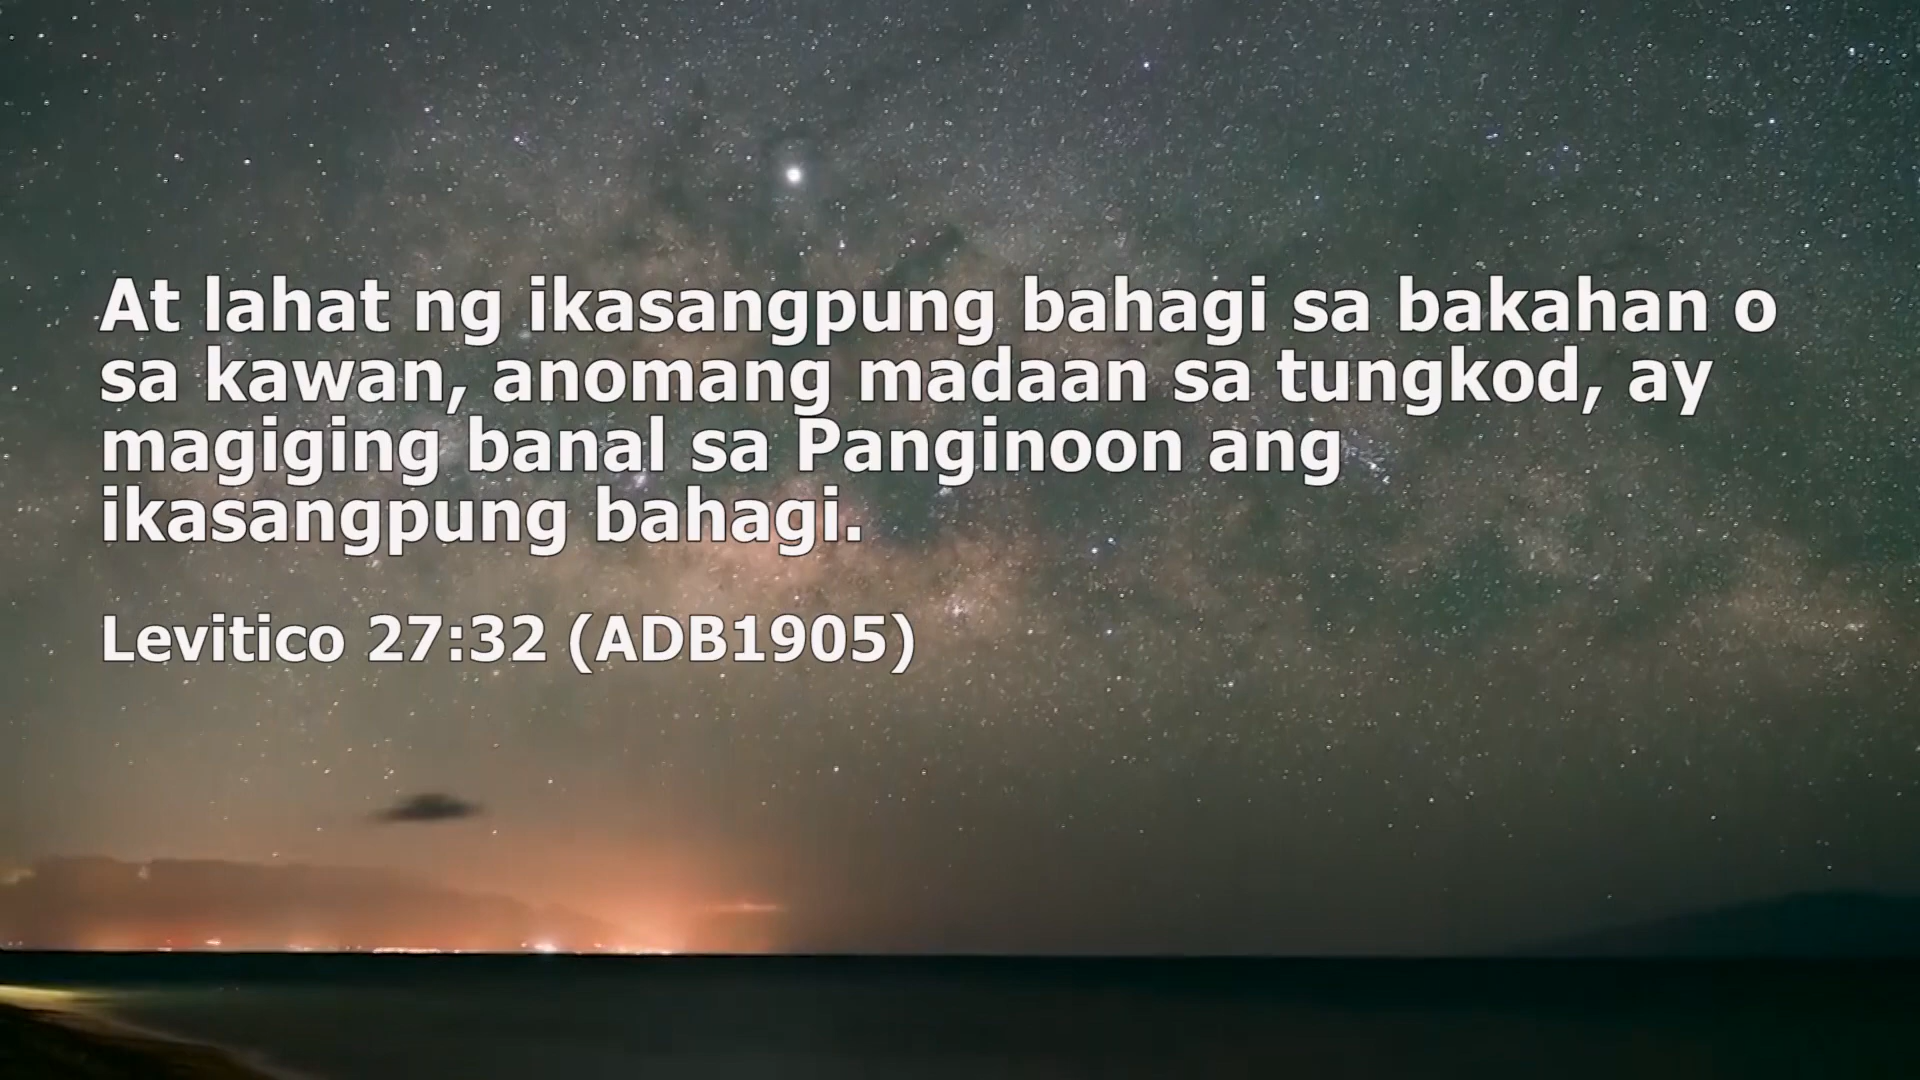 At lahat ng ikasangpung bahagi sa bakahan o
sa kawan, anomang madaan sa tungkod, ay
magiging banal sa Panginoon ang
ikasangpung bahagi.
Levitico 27:32 (ADB1905)